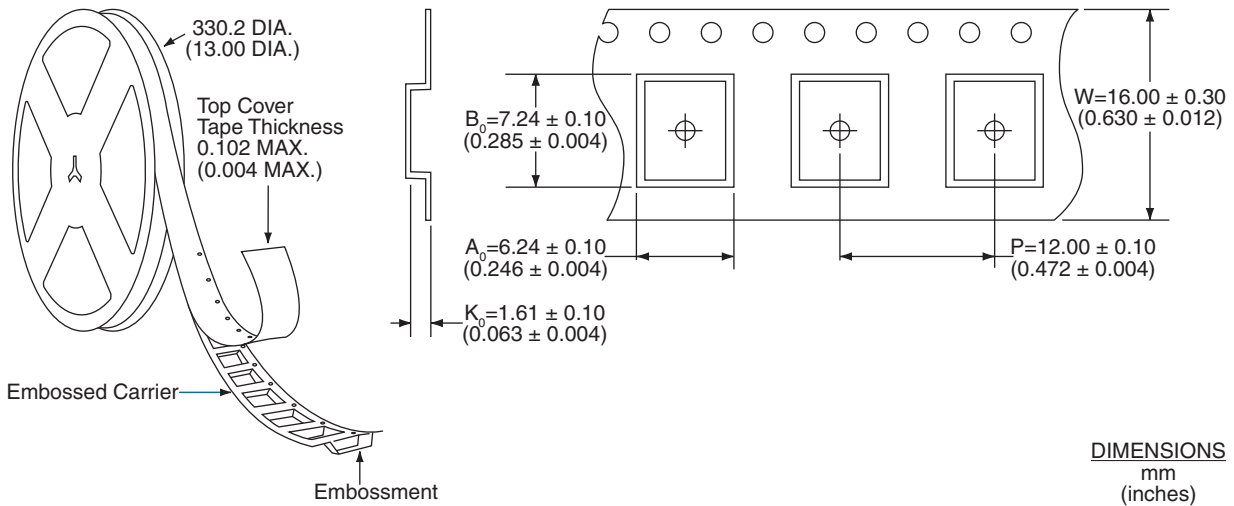 330.2 DIA.
(13.00 DIA.)
Top Cover
Tape Thickness
0.102 MAX.
(0.004 MAX.)
B₀=7.24 ± 0.10
(0.285 ± 0.004)
W=16.00 ± 0.30
(0.630 ± 0.012)
A₀=6.24 ± 0.10
(0.246 ± 0.004)
P=12.00 ± 0.10
(0.472 ± 0.004)
K₀=1.61 ± 0.10
(0.063 ± 0.004)
Embossed Carrier
Embossment
DIMENSIONS
mm
(inches)